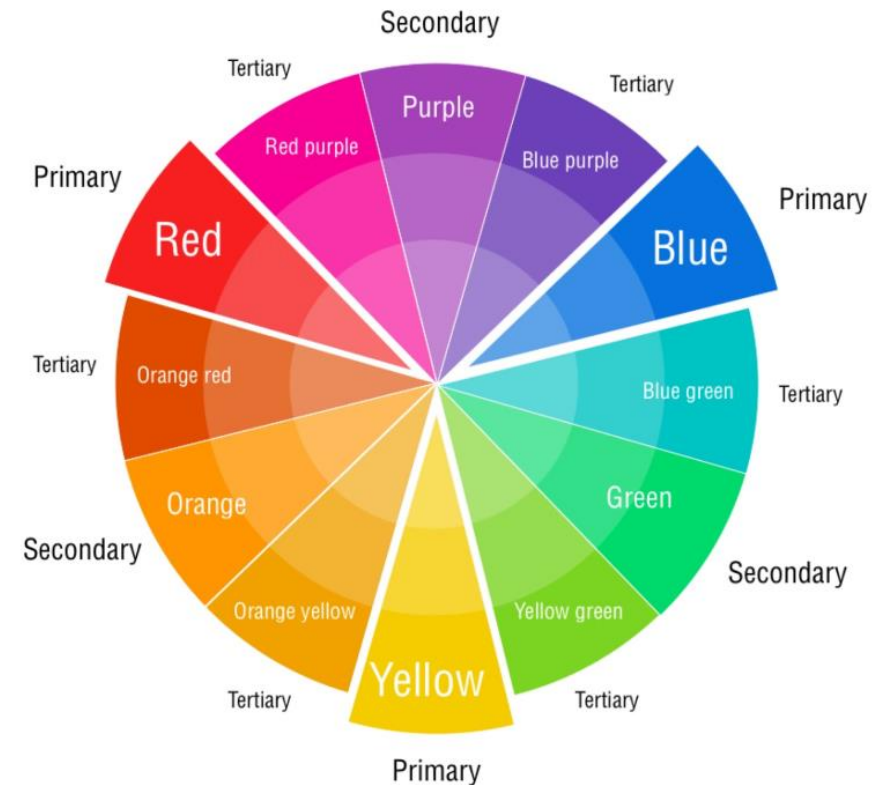 Secondary
Tertiary
Tertiary
Purple
Red purple
Blue purple
Primary
Primary
Red
Blue
Tertiary
Orange red
Blue green
Tertiary
Orange
Green
Secondary
Secondary
Orange yellow
Yellow green
Yellow
Tertiary
Tertiary
Primary